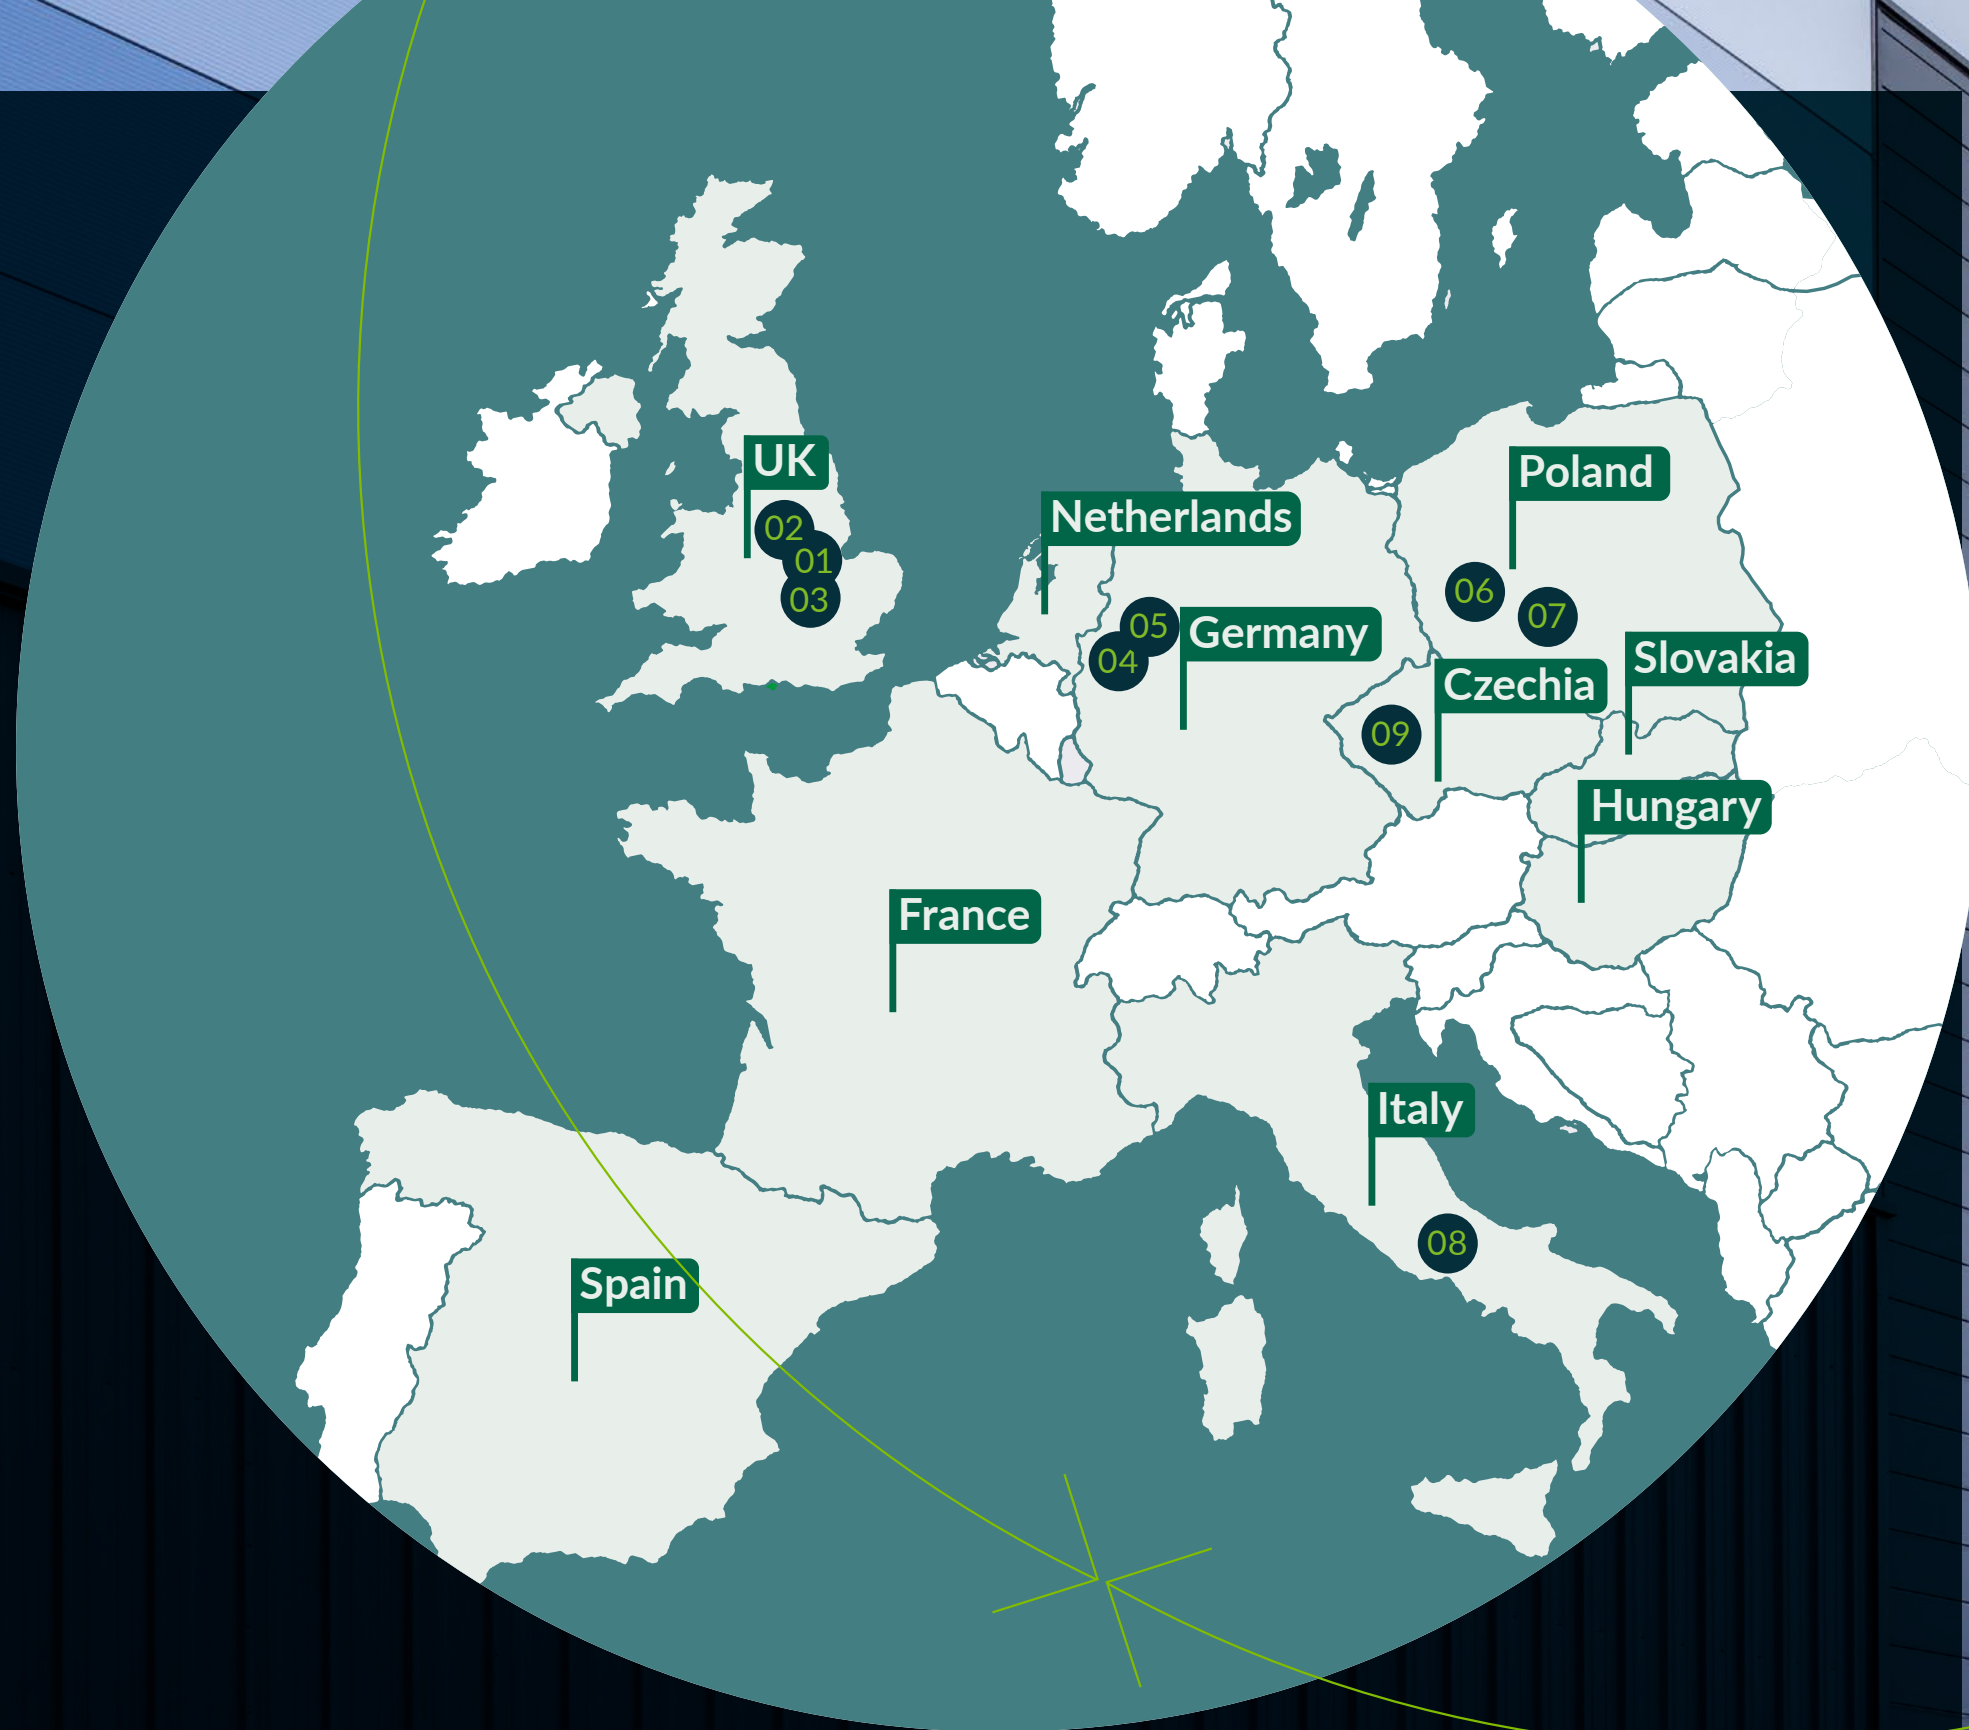 UK
02
01
03
Netherlands
Poland
06
07
05
04
Germany
Slovakia
Czechia
09
Hungary
France
Italy
08
Spain